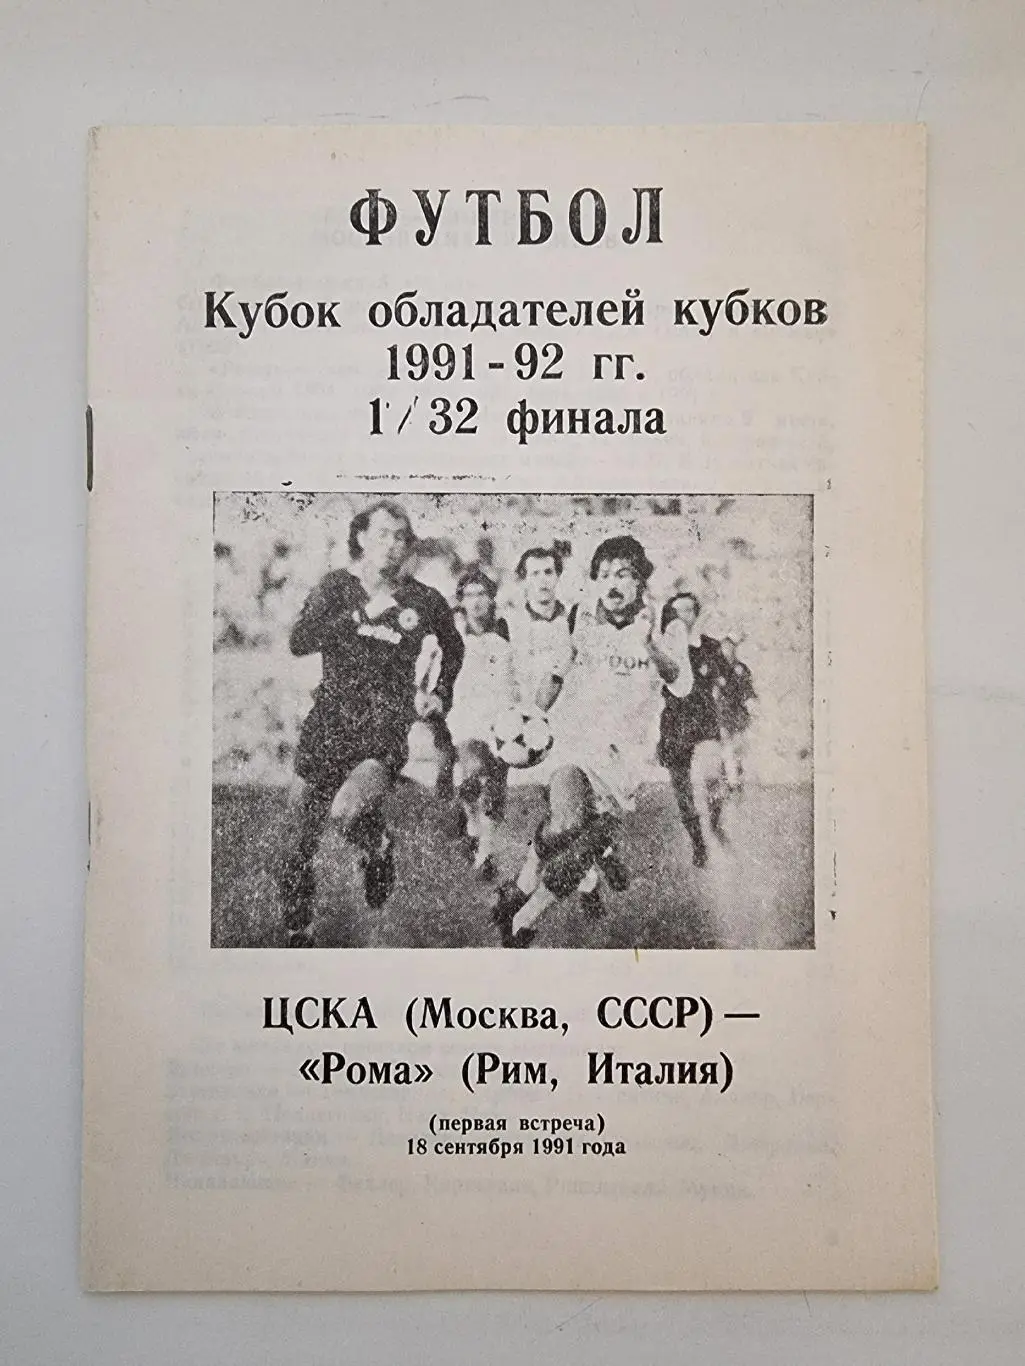 ФУТБОЛ
Кубок обладателей кубков
1991-92 гг.
1/32 финала
ЦСКА (Москва, СССР) —
«Рома» (Рим, Италия)
(первая встреча)
18 сентября 1991 года